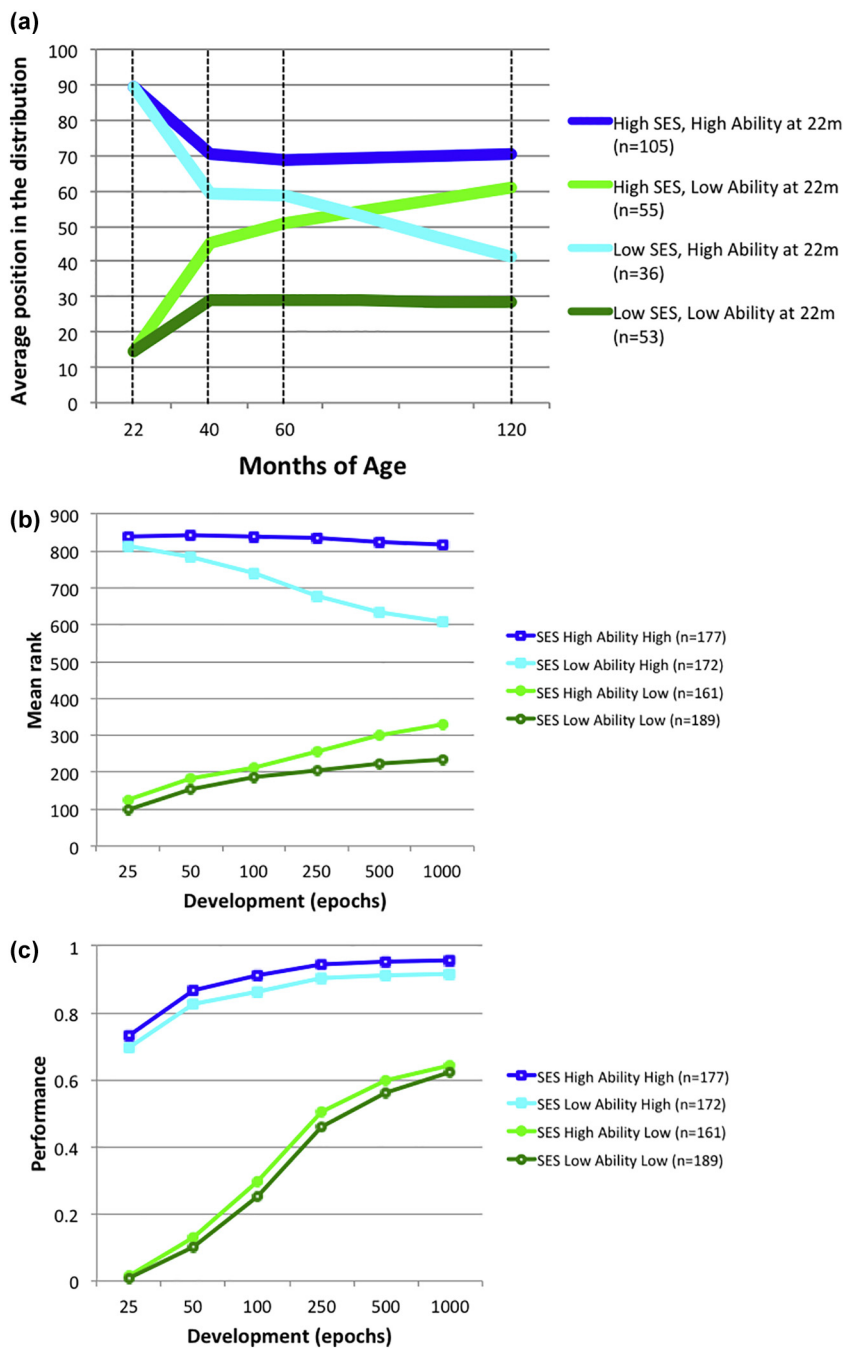 (a)
Average position in the distribution
100
90
80
70
60
50
40
30
20
10
0
22
40
60
120
Months of Age
High SES, High Ability at 22m
(n=105)
High SES, Low Ability at 22m
(n=55)
Low SES, High Ability at 22m
(n=36)
Low SES, Low Ability at 22m
(n=53)
(b)
Mean rank
900
800
700
600
500
400
300
200
100
0
25
50
100
250
500
1000
Development (epochs)
SES High Ability High (n=177)
SES Low Ability High (n=172)
SES High Ability Low (n=161)
SES Low Ability Low (n=189)
(c)
Performance
1
0.8
0.6
0.4
0.2
0
25
50
100
250
500
1000
Development (epochs)
SES High Ability High (n=177)
SES Low Ability High (n=172)
SES High Ability Low (n=161)
SES Low Ability Low (n=189)